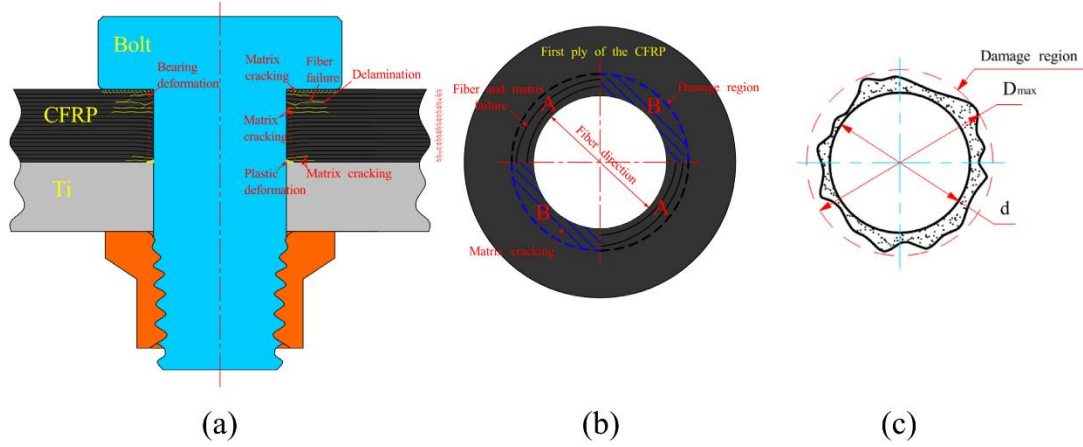 Bolt
Bearing
deformation
Matrix
cracking
Fiber
failure
Delamination
CFRP
Matrix
cracking
Ti
Plastic
deformation
Matrix cracking
(a)
First ply of the CFRP
Fiber and matrix
failure
A
B
Damage region
Fiber direction
B
A
Matrix cracking
(b)
Damage region
Dmax
d
(c)